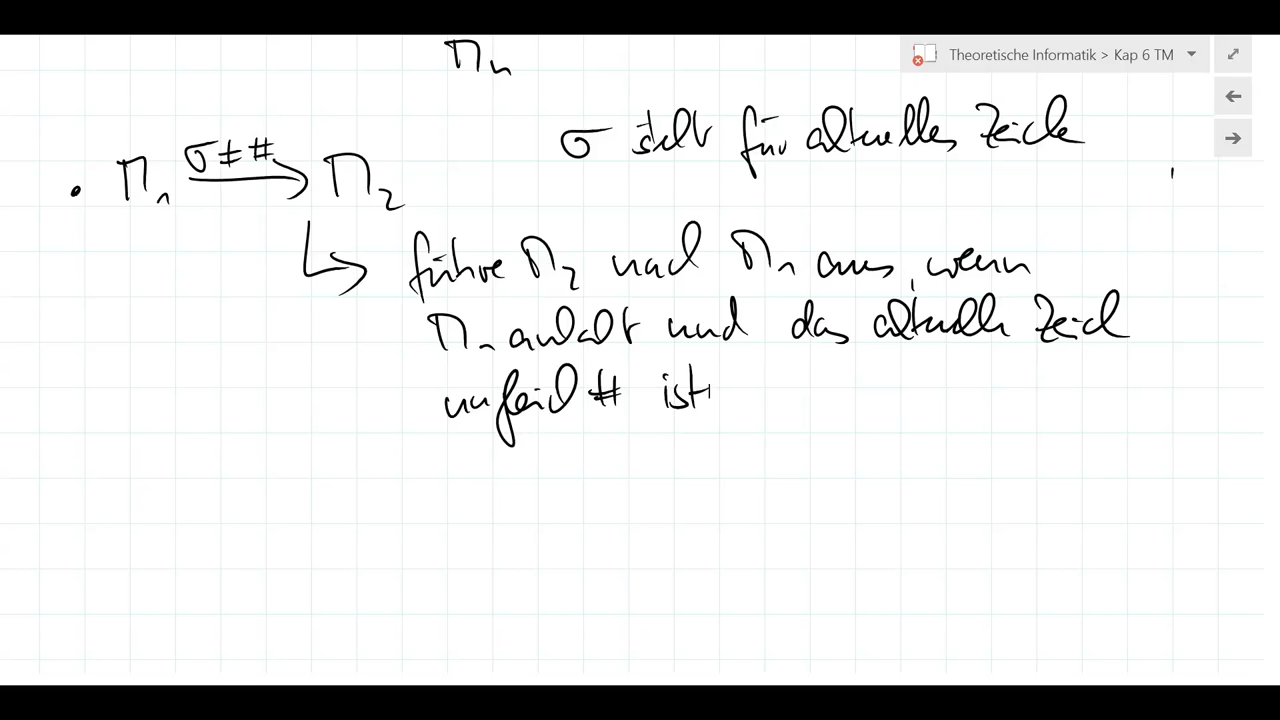 Theoretische Informatik > Kap 6 TM
Mn
σ steht für aktuelles Zeichen
• M₁ σ≠# → M₂
↳ führe M₂ nach M₁ aus, wenn
M₁ anhält und das aktuelle Zeichen
ungleich # ist